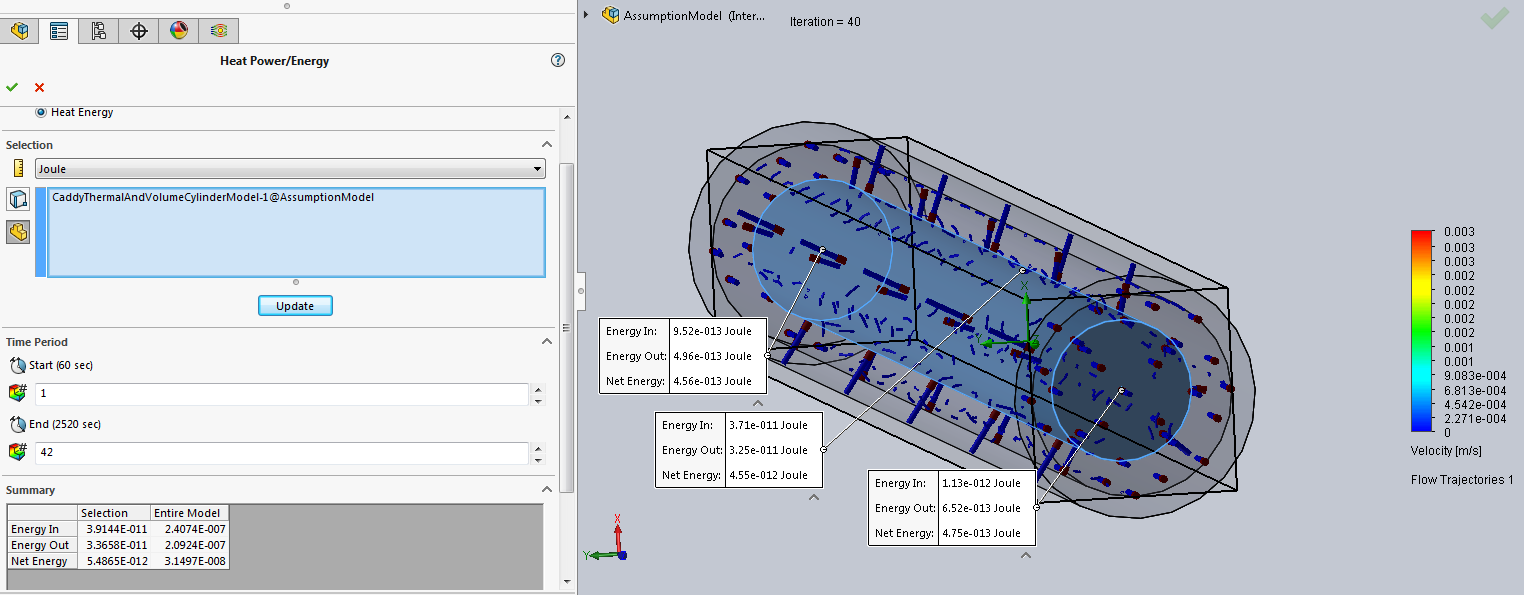 Heat Power/Energy
Heat Energy
Selection
Joule
CaddyThermalAndVolumeCylinderModel-1@AssumptionModel
Update
Time Period
Start (60 sec)
1
End (2520 sec)
42
Summary
Selection Entire Model
Energy In 3.9144E-011 2.4074E-007
Energy Out 3.3658E-011 2.0924E-007
Net Energy 5.4865E-012 3.1497E-008
AssumptionModel (Inter...
Iteration = 40
Energy In: 9.52e-013 Joule
Energy Out: 4.96e-013 Joule
Net Energy: 4.56e-013 Joule
Energy In: 3.71e-011 Joule
Energy Out: 3.25e-011 Joule
Net Energy: 4.55e-012 Joule
Energy In: 1.13e-012 Joule
Energy Out: 6.52e-013 Joule
Net Energy: 4.75e-013 Joule
X
Y
X
Y
0.003
0.003
0.003
0.002
0.002
0.002
0.002
0.002
0.001
0.001
9.083e-004
6.813e-004
4.542e-004
2.271e-004
0
Velocity [m/s]
Flow Trajectories 1